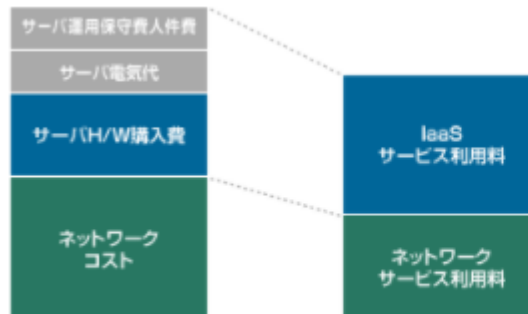 サーバ運用保守費人件費
サーバ電気代
サーバH/W購入費
ネットワーク
コスト
IaaS
サービス利用料
ネットワーク
サービス利用料